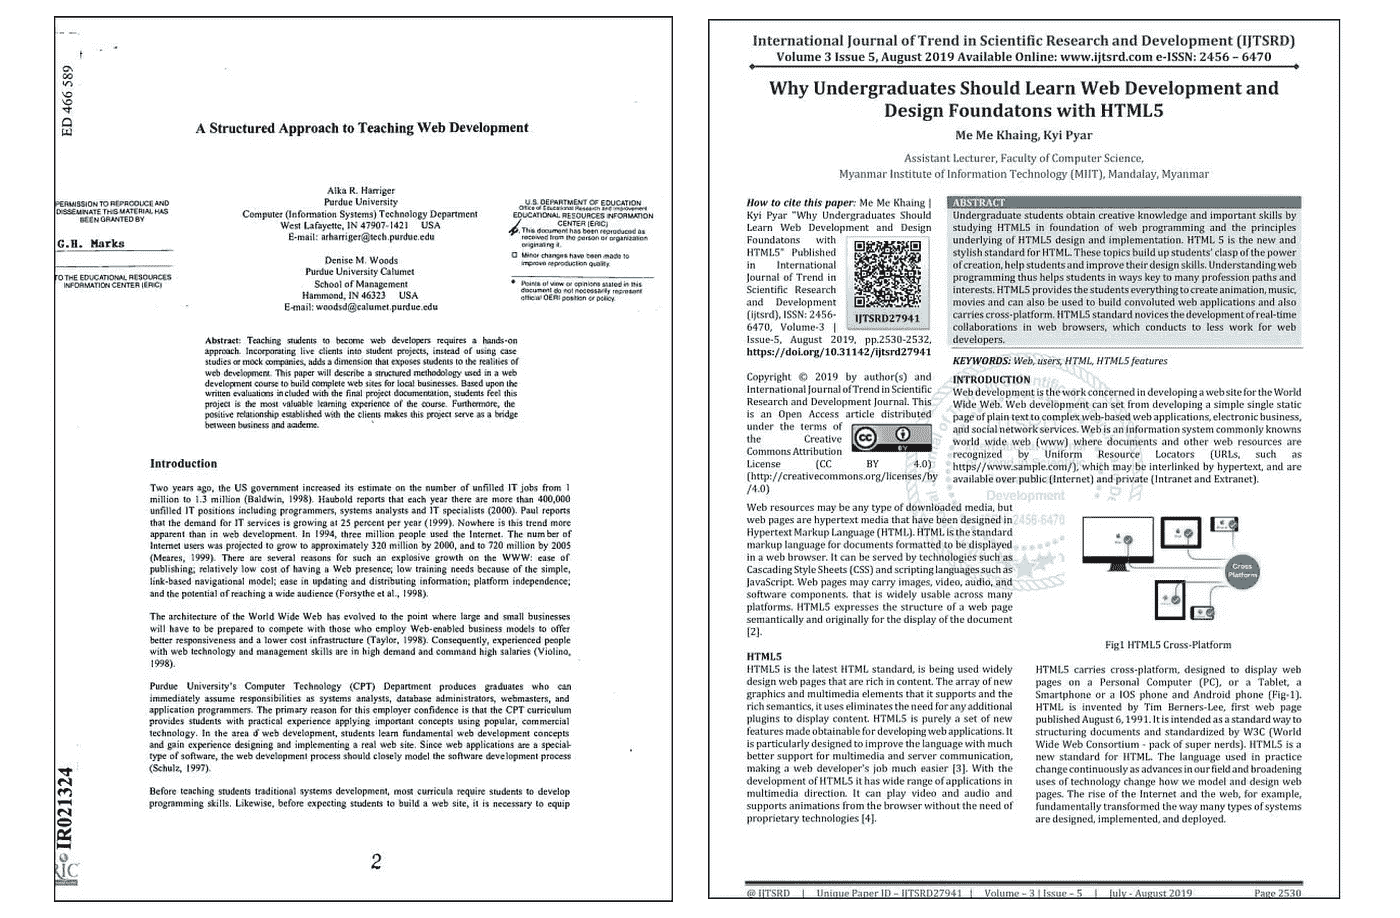 ED 466 589
A Structured Approach to Teaching Web Development
Alka R. Harriger
Purdue University
Computer (Information Systems) Technology Department
West Lafayette, IN 47907-1421 USA
E-mail: arharriger@tech.purdue.edu
Denise M. Woods
Purdue University Calumet
School of Management
Hammond, IN 46323 USA
E-mail: woodsd@calumet.purdue.edu
PERMISSION TO REPRODUCE AND
DISSEMINATE THIS MATERIAL HAS
BEEN GRANTED BY
G.H. Marks
TO THE EDUCATIONAL RESOURCES
INFORMATION CENTER (ERIC)
U.S. DEPARTMENT OF EDUCATION
Office of Educational Research and Improvement
EDUCATIONAL RESOURCES INFORMATION
CENTER (ERIC)
This document has been reproduced as
received from the person or organization
originating it.
Minor changes have been made to
improve reproduction quality.
Points of view or opinions stated in this
document do not necessarily represent
official OERI position or policy.
Abstract: Teaching students to become web developers requires a hands-on
approach. Incorporating live clients into student projects, instead of using case
studies or mock companies, adds a dimension that exposes students to the realities of
web development. This paper will describe a structured methodology used in a web
development course to build complete web sites for local businesses. Based upon the
written evaluations included with the final project documentation, students feel this
project is the most valuable learning experience of the course. Furthermore, the
positive relationship established with the clients makes this project serve as a bridge
between business and academe.
Introduction
Two years ago, the US government increased its estimate on the number of unfilled IT jobs from 1
million to 1.3 million (Baldwin, 1998). Haubold reports that each year there are more than 400,000
unfilled IT positions including programmers, systems analysts and IT specialists (2000). Paul reports
that the demand for IT services is growing at 25 percent per year (1999). Nowhere is this trend more
apparent than in web development. In 1994, three million people used the Internet. The number of
Internet users was projected to grow to approximately 320 million by 2000, and to 720 million by 2005
(Meares, 1999). There are several reasons for such an explosive growth on the WWW: ease of
publishing; relatively low cost of having a Web presence; low training needs because of the simple,
link-based navigational model; ease in updating and distributing information; platform independence;
and the potential of reaching a wide audience (Forsythe et al., 1998).
The architecture of the World Wide Web has evolved to the point where large and small businesses
will have to be prepared to compete with those who employ Web-enabled business models to offer
better responsiveness and a lower cost infrastructure (Taylor, 1998). Consequently, experienced people
with web technology and management skills are in high demand and command high salaries (Violino,
1998).
Purdue University's Computer Technology (CPT) Department produces graduates who can
immediately assume responsibilities as systems analysts, database administrators, webmasters, and
application programmers. The primary reason for this employer confidence is that the CPT curriculum
provides students with practical experience applying important concepts using popular, commercial
technology. In the area of web development, students learn fundamental web development concepts
and gain experience designing and implementing a real web site. Since web applications are a special-
type of software, the web development process should closely model the software development process
(Schulz, 1997).
Before teaching students traditional systems development, most curricula require students to develop
programming skills. Likewise, before expecting students to build a web site, it is necessary to equip
IR021324
RIC
2
International Journal of Trend in Scientific Research and Development (IJTSRD)
Volume 3 Issue 5, August 2019 Available Online: www.ijtsrd.com e-ISSN: 2456 – 6470
Why Undergraduates Should Learn Web Development and
Design Foundatons with HTML5
Me Me Khaing, Kyi Pyar
Assistant Lecturer, Faculty of Computer Science,
Myanmar Institute of Information Technology (MIIT), Mandalay, Myanmar
How to cite this paper: Me Me Khaing |
Kyi Pyar "Why Undergraduates Should
Learn Web Development and Design
Foundatons with
HTML5" Published
in International
Journal of Trend in
Scientific Research
and Development
(ijtsrd), ISSN: 2456-
6470, Volume-3 |
Issue-5, August 2019, pp.2530-2532,
https://doi.org/10.31142/ijtsrd27941
IJTSRD27941
Copyright © 2019 by author(s) and
International Journal of Trend in Scientific
Research and Development Journal. This
is an Open Access article distributed
under the terms of
the Creative
Commons Attribution
License (CC BY 4.0)
(http://creativecommons.org/licenses/by
/4.0)
cc
BY
ABSTRACT
Undergraduate students obtain creative knowledge and important skills by
studying HTML5 in foundation of web programming and the principles
underlying of HTML5 design and implementation. HTML 5 is the new and
stylish standard for HTML. These topics build up students' clasp of the power
of creation, help students and improve their design skills. Understanding web
programming thus helps students in ways key to many profession paths and
interests. HTML5 provides the students everything to create animation, music,
movies and can also be used to build convoluted web applications and also
carries cross-platform. HTML5 standard novices the development of real-time
collaborations in web browsers, which conducts to less work for web
developers.
KEYWORDS: Web, users, HTML, HTML5 features
INTRODUCTION
Web development is the work concerned in developing a web site for the World
Wide Web. Web development can set from developing a simple single static
page of plain text to complex web-based web applications, electronic business,
and social network services. Web is an information system commonly knowns
world wide web (www) where documents and other web resources are
recognized by Uniform Resource Locators (URLs, such as
https//www.sample.com/), which may be interlinked by hypertext, and are
available over public (Internet) and private (Intranet and Extranet).
Development
2456-6470
Web resources may be any type of downloaded media, but
web pages are hypertext media that have been designed in
Hypertext Markup Language (HTML). HTML is the standard
markup language for documents formatted to be displayed
in a web browser. It can be served by technologies such as
Cascading Style Sheets (CSS) and scripting languages such as
JavaScript. Web pages may carry images, video, audio, and
software components. that is widely usable across many
platforms. HTML5 expresses the structure of a web page
semantically and originally for the display of the document
[2].
Cross
Platform
Fig1 HTML5 Cross-Platform
HTML5
HTML5 is the latest HTML standard, is being used widely
design web pages that are rich in content. The array of new
graphics and multimedia elements that it supports and the
rich semantics, it uses eliminates the need for any additional
plugins to display content. HTML5 is purely a set of new
features made obtainable for developing web applications. It
is particularly designed to improve the language with much
better support for multimedia and server communication,
making a web developer's job much easier [3]. With the
development of HTML5 it has wide range of applications in
multimedia direction. It can play video and audio and
supports animations from the browser without the need of
proprietary technologies [4].
HTML5 carries cross-platform, designed to display web
pages on a Personal Computer (PC), or a Tablet, a
Smartphone or a IOS phone and Android phone (Fig-1).
HTML is invented by Tim Berners-Lee, first web page
published August 6, 1991. It is intended as a standard way to
structuring documents and standardized by W3C (World
Wide Web Consortium - pack of super nerds). HTML5 is a
new standard for HTML. The language used in practice
change continuously as advances in our field and broadening
uses of technology change how we model and design web
pages. The rise of the Internet and the web, for example,
fundamentally transformed the way many types of systems
are designed, implemented, and deployed.
@ IJTSRD | Unique Paper ID – IJTSRD27941 | Volume – 3 | Issue – 5 | July - August 2019 Page 2530